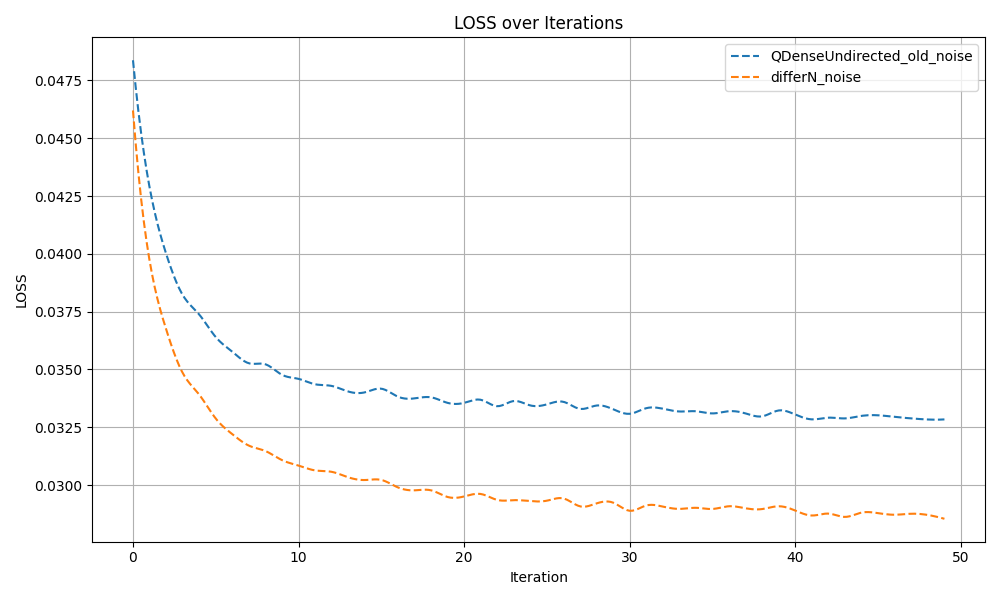 LOSS over Iterations
QDenseUndirected_old_noise
differN_noise
LOSS
0.0475
0.0450
0.0425
0.0400
0.0375
0.0350
0.0325
0.0300
0
10
20
30
40
50
Iteration